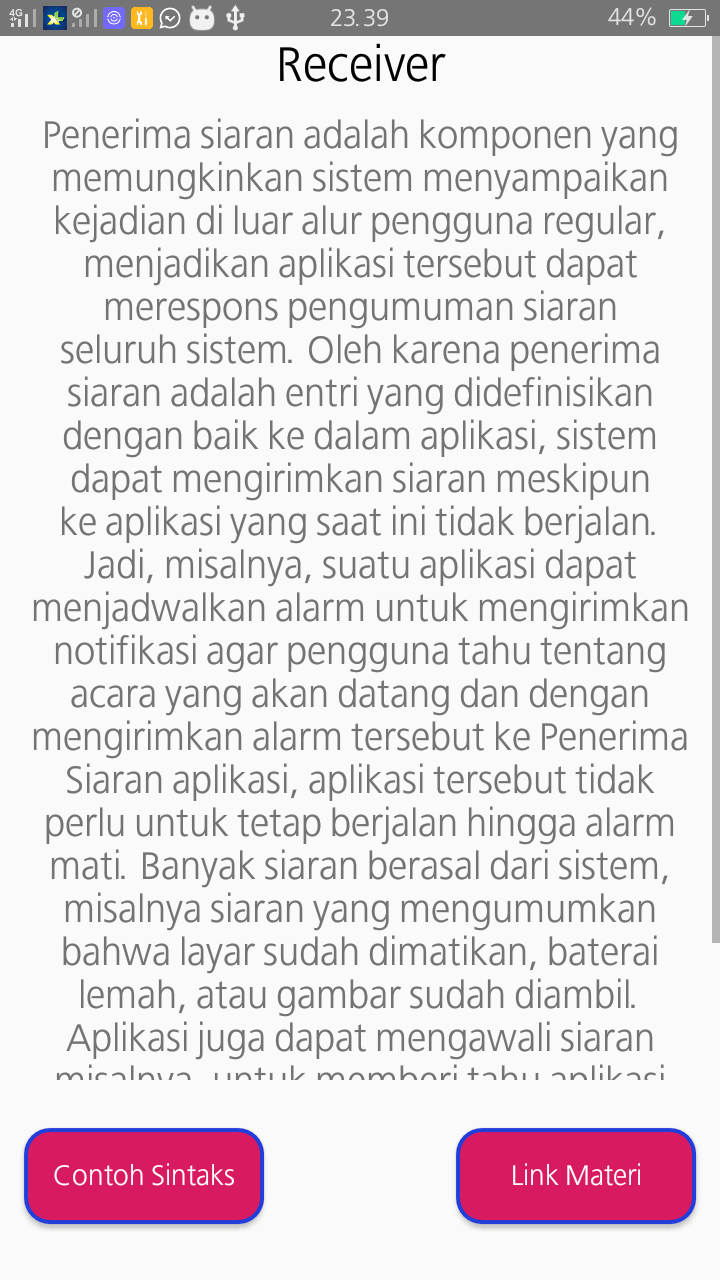 4G
23.39
44%
Receiver
Penerima siaran adalah komponen yang
memungkinkan sistem menyampaikan
kejadian di luar alur pengguna regular,
menjadikan aplikasi tersebut dapat
merespons pengumuman siaran
seluruh sistem. Oleh karena penerima
siaran adalah entri yang didefinisikan
dengan baik ke dalam aplikasi, sistem
dapat mengirimkan siaran meskipun
ke aplikasi yang saat ini tidak berjalan.
Jadi, misalnya, suatu aplikasi dapat
menjadwalkan alarm untuk mengirimkan
notifikasi agar pengguna tahu tentang
acara yang akan datang dan dengan
mengirimkan alarm tersebut ke Penerima
Siaran aplikasi, aplikasi tersebut tidak
perlu untuk tetap berjalan hingga alarm
mati. Banyak siaran berasal dari sistem,
misalnya siaran yang mengumumkan
bahwa layar sudah dimatikan, baterai
lemah, atau gambar sudah diambil.
Aplikasi juga dapat mengawali siaran
misalnya, untuk memberi tahu aplikasi
Contoh Sintaks
Link Materi